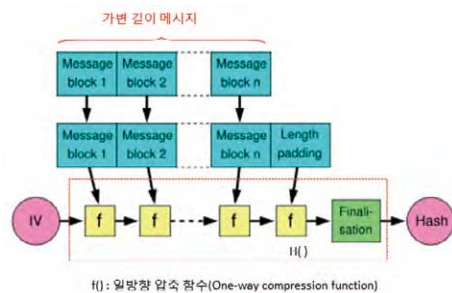 가변 길이 메시지
Message block 1
Message block 2
Message block n
Message block 1
Message block 2
Message block n
Length padding
IV
f
f
f
f
Finali-sation
Hash
H()
f() : 일방향 압축 함수(One-way compression function)